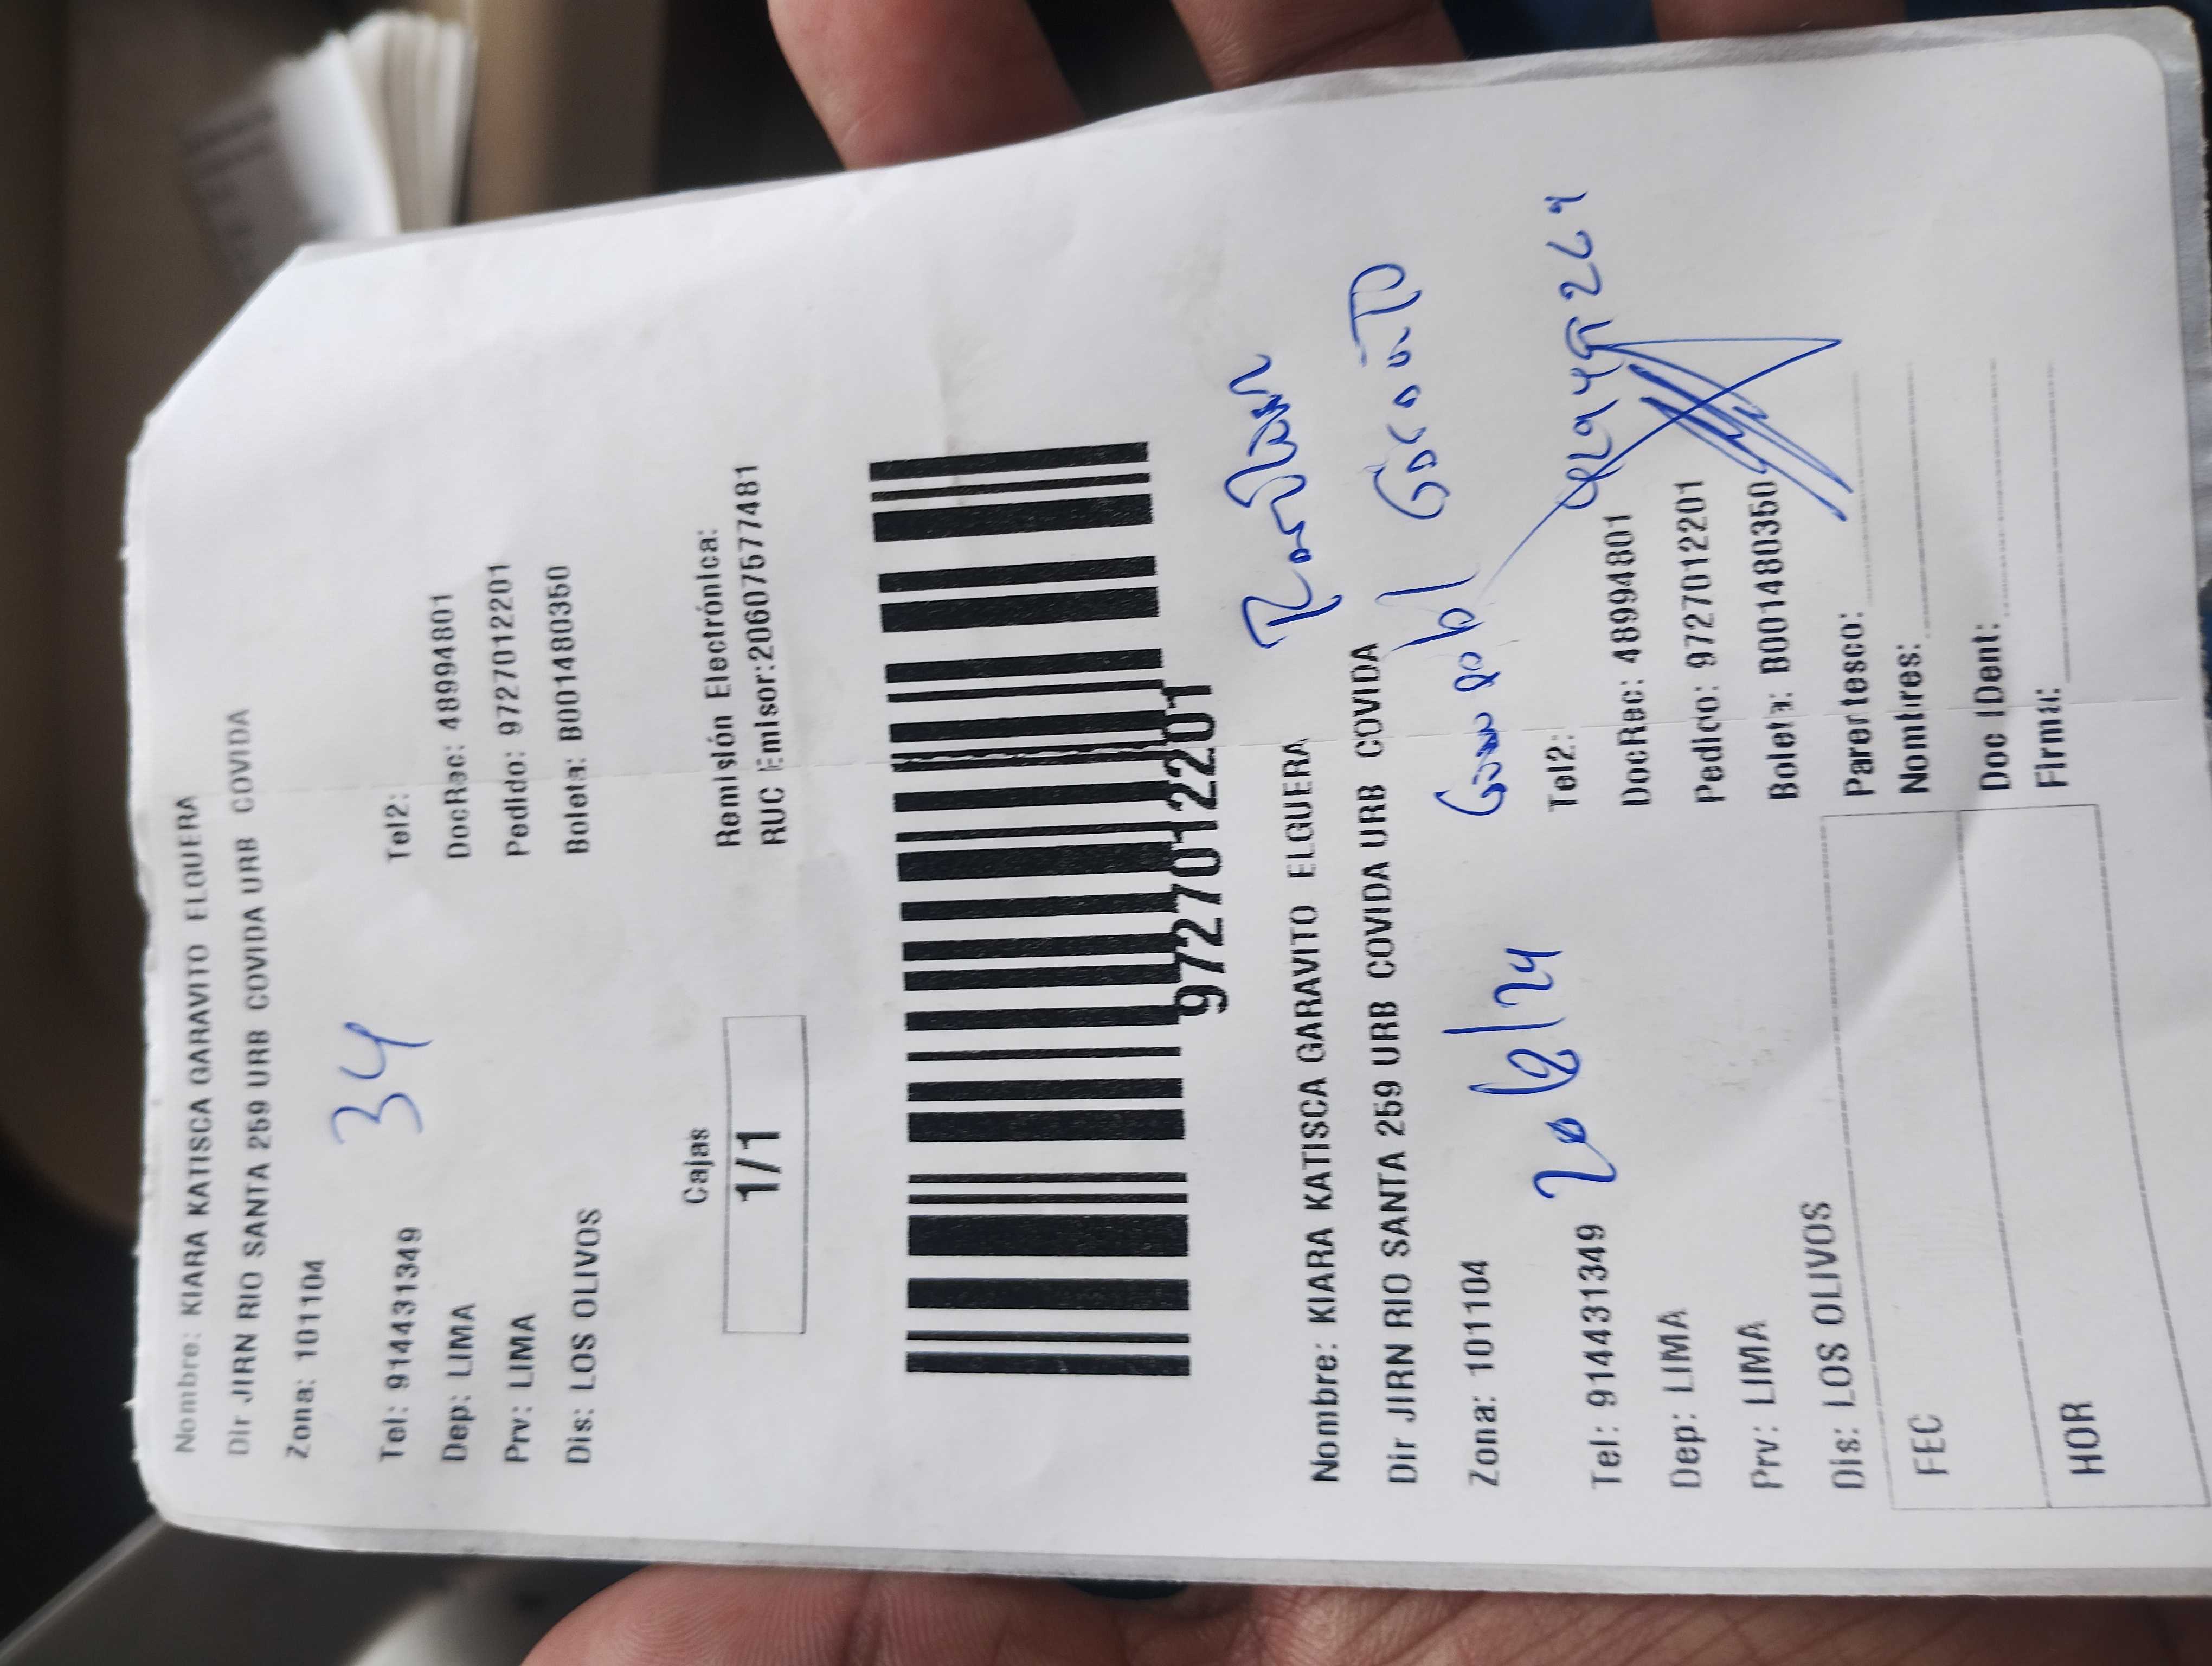 Nombre: KIARA KATISCA GARAVITO ELGUERA
Dir JIRN RIO SANTA 259 URB COVIDA URB COVIDA
Zona: 101104
34
Tel: 914431349 Tel2:
Dep: LIMA DocRec: 48994801
Prv: LIMA Pedido: 9727012201
Dis: LOS OLIVOS Boleta: B001480350
Cajas Remisión Electrónica:
1/1 RUC Emisor:20607577481
9727012201
Nombre: KIARA KATISCA GARAVITO ELGUERA
Dir JIRN RIO SANTA 259 URB COVIDA URB COVIDA
Zona: 101104
Tel: 914431349 Tel2:
Dep: LIMA DocRec: 48994801
Prv: LIMA Pedido: 9727012201
Dis: LOS OLIVOS Boleta: B001480350
FEC Parentesco:
Nombres:
HOR Doc IDent:
Firma: